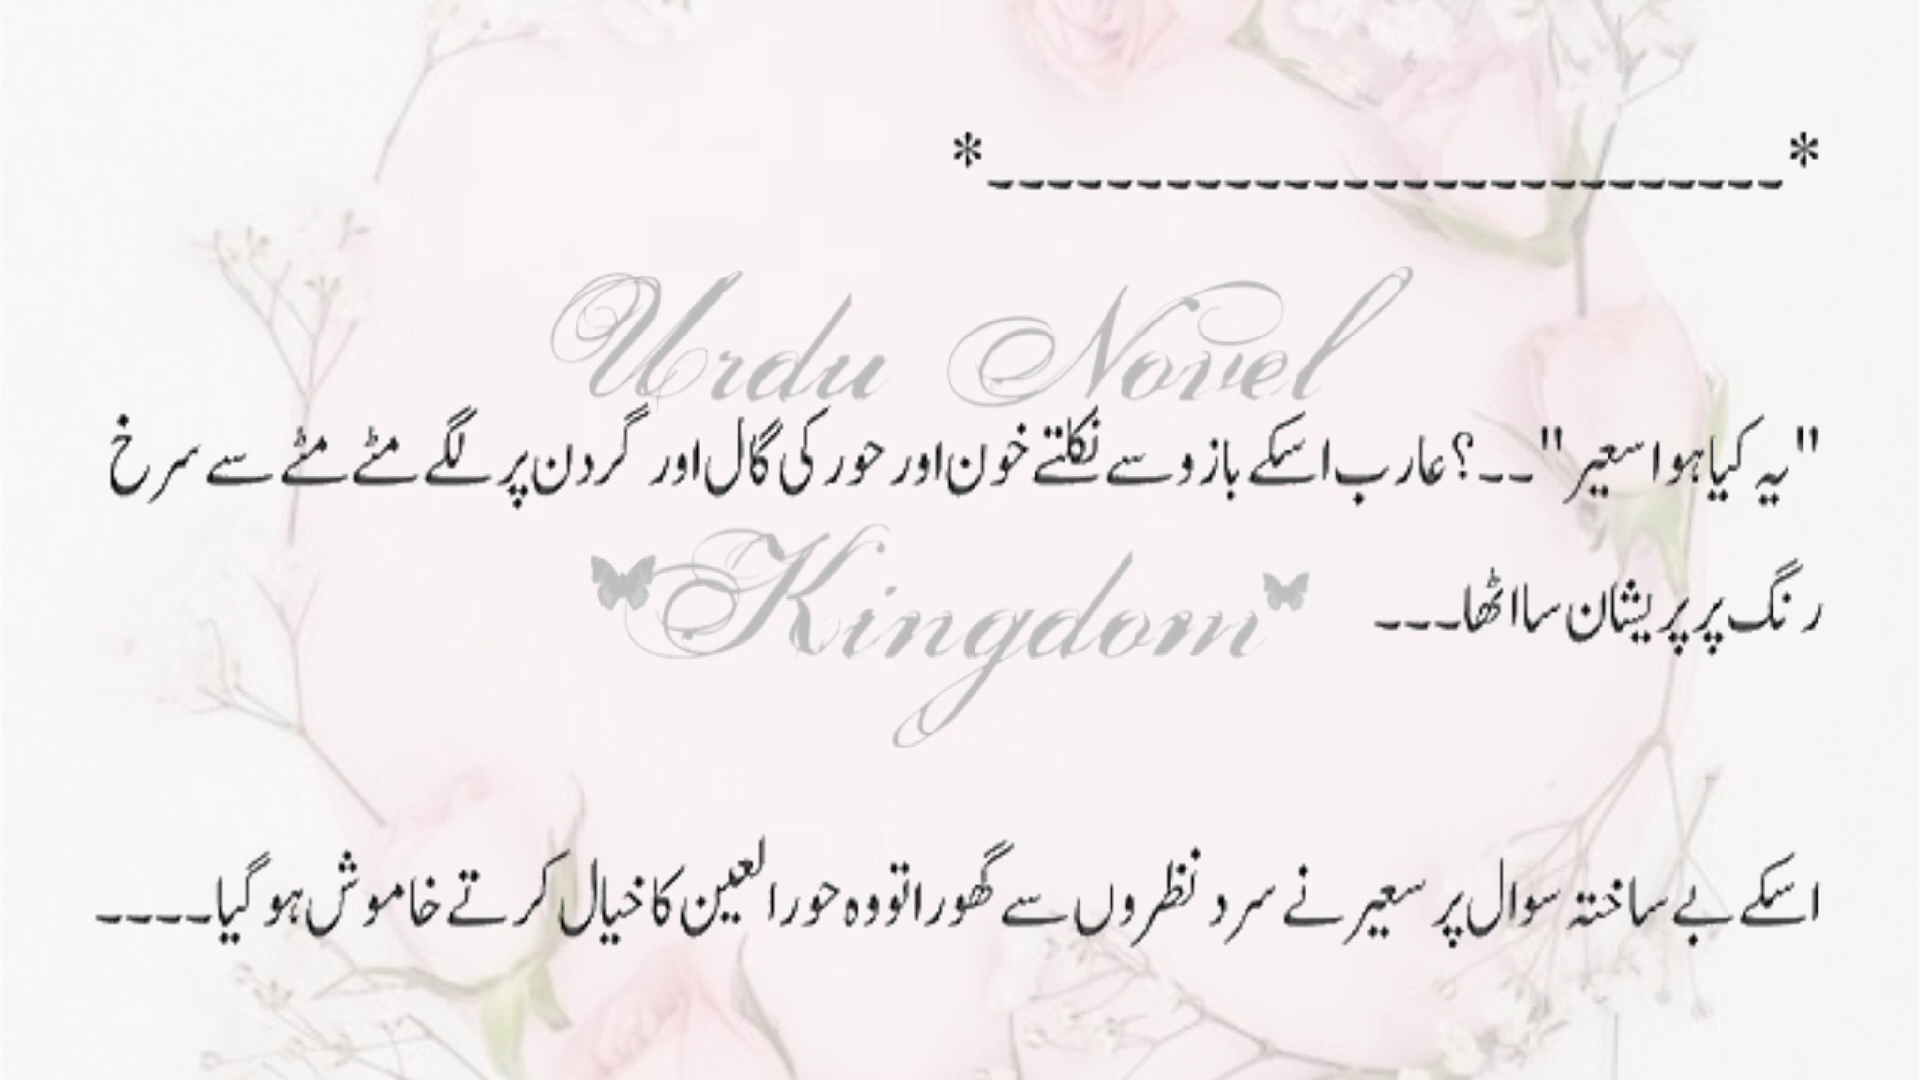 *---------------------------*
Urdu Novel
"یہ کیا ہوا سعیر"۔۔؟ عارب اسکے بازو سے نکلتے خون اور حور کی گال اور گردن پر لگے مٹے مٹے سے سرخ
Kingdom
رنگ پر پریشان سا اٹھا۔۔۔
اسکے بے ساختہ سوال پر سعیر نے سرد نظروں سے گھورا تو وہ حور العین کا خیال کرتے خاموش ہو گیا۔۔۔۔